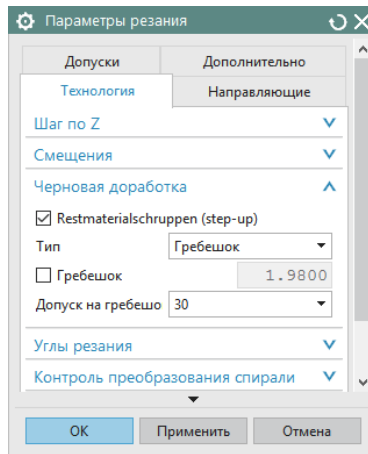 Параметры резания
Допуски Дополнительно
Технология Направляющие
Шаг по Z
Смещения
Черновая доработка
Restmaterialschruppen (step-up)
Тип Гребешок
Гребешок 1.9800
Допуск на гребешо 30
Углы резания
Контроль преобразования спирали
ОК Применить Отмена